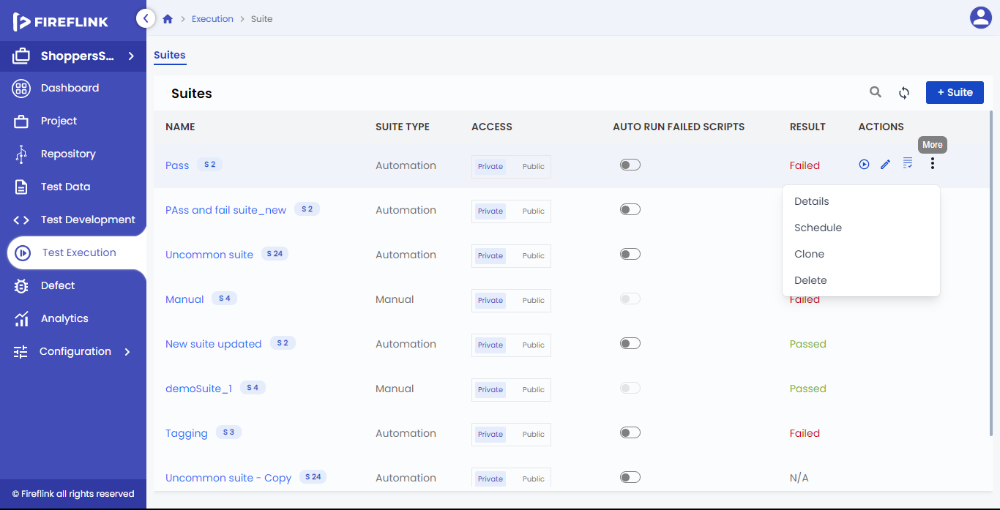 FIREFLINK
ShoppersS...
Dashboard
Project
Repository
Test Data
Test Development
Test Execution
Defect
Analytics
Configuration
© Fireflink all rights reserved
Execution Suite
Suites
Suites
+ Suite
NAME SUITE TYPE ACCESS AUTO RUN FAILED SCRIPTS RESULT ACTIONS
More
Pass S 2 Automation Private Public Failed
Details
Schedule
Clone
Delete
PAss and fail suite_new S 2 Automation Private Public
Uncommon suite S 24 Automation Private Public
Manual S 4 Manual Private Public Failed
New suite updated S 2 Automation Private Public Passed
demoSuite_1 S 4 Manual Private Public Passed
Tagging S 3 Automation Private Public Failed
Uncommon suite - Copy S 24 Automation Private Public N/A